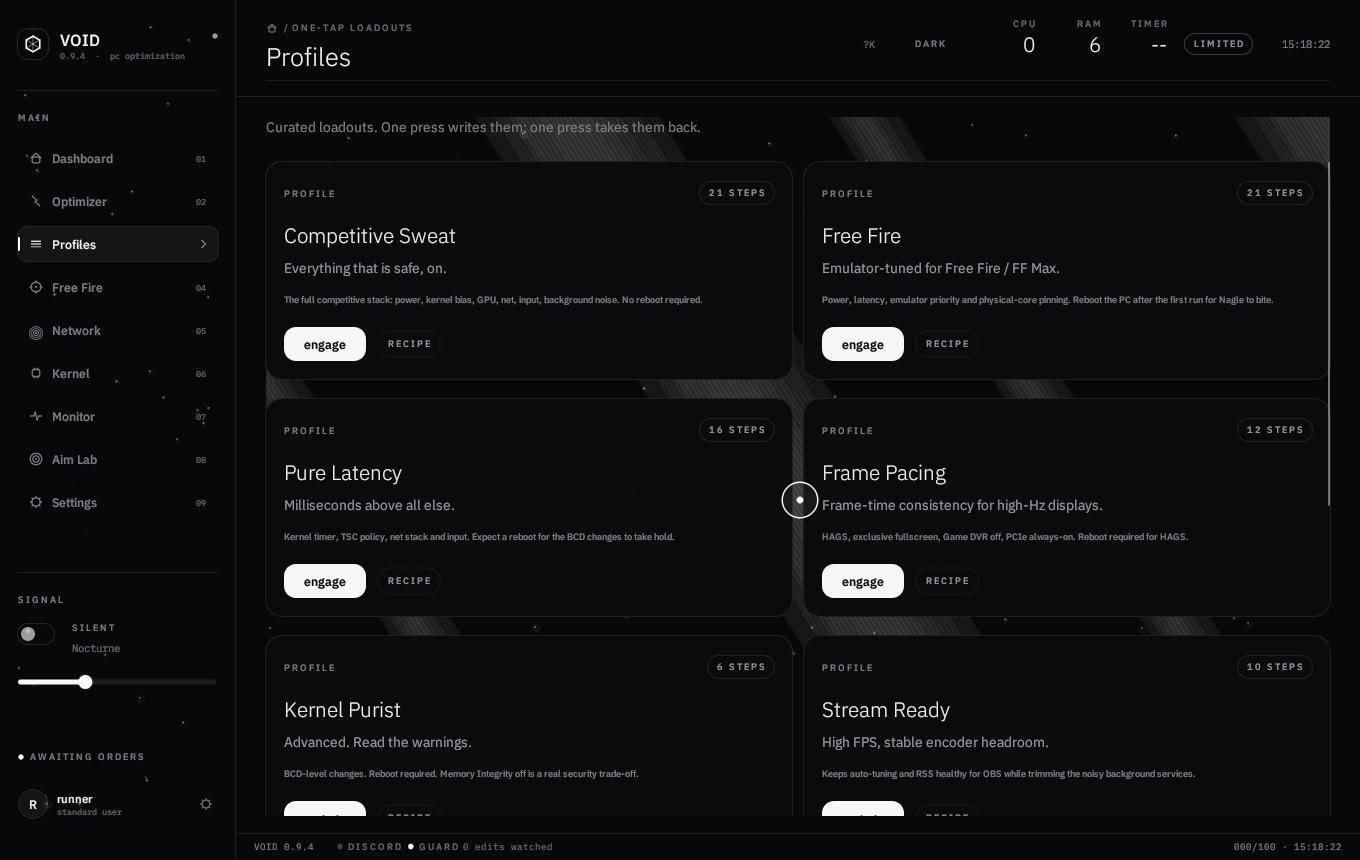 VOID
0.9.4 · pc optimization
MAIN
Dashboard 01
Optimizer 02
Profiles
Free Fire 04
Network 05
Kernel 06
Monitor 07
Aim Lab 08
Settings 09
SIGNAL
SILENT
Nocturne
AWAITING ORDERS
R runner
standard user
/ ONE-TAP LOADOUTS
Profiles
?K
DARK
CPU
0
RAM
6
TIMER
--
LIMITED
15:18:22
Curated loadouts. One press writes them; one press takes them back.
PROFILE 21 STEPS
Competitive Sweat
Everything that is safe, on.
The full competitive stack: power, kernel bias, GPU, net, input, background noise. No reboot required.
engage RECIPE
PROFILE 21 STEPS
Free Fire
Emulator-tuned for Free Fire / FF Max.
Power, latency, emulator priority and physical-core pinning. Reboot the PC after the first run for Nagle to bite.
engage RECIPE
PROFILE 16 STEPS
Pure Latency
Milliseconds above all else.
Kernel timer, TSC policy, net stack and input. Expect a reboot for the BCD changes to take hold.
engage RECIPE
PROFILE 12 STEPS
Frame Pacing
Frame-time consistency for high-Hz displays.
HAGS, exclusive fullscreen, Game DVR off, PCIe always-on. Reboot required for HAGS.
engage RECIPE
PROFILE 6 STEPS
Kernel Purist
Advanced. Read the warnings.
BCD-level changes. Reboot required. Memory Integrity off is a real security trade-off.
PROFILE 10 STEPS
Stream Ready
High FPS, stable encoder headroom.
Keeps auto-tuning and RSS healthy for OBS while trimming the noisy background services.
VOID 0.9.4 DISCORD GUARD 0 edits watched 000/100 · 15:18:22